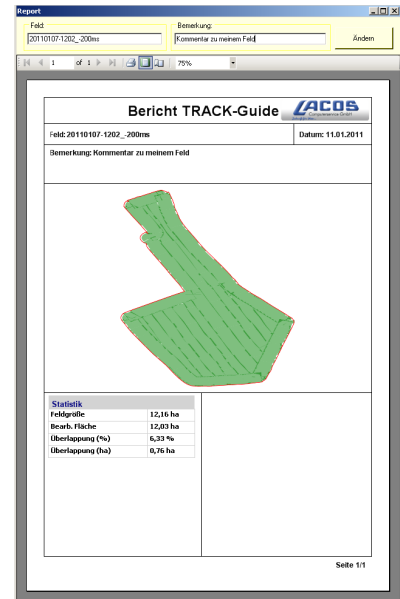 Report
Feld:
Bemerkung:
20110107-1202_-200ms
Kommentar zu meinem Feld
Ändern
1 of 1
75%
Bericht TRACK-Guide
LACOS
Computerservice GmbH
Feld: 20110107-1202_-200ms
Datum: 11.01.2011
Bemerkung: Kommentar zu meinem Feld
Statistik
Feldgröße 12,16 ha
Bearb. Fläche 12,03 ha
Überlappung (%) 6,33 %
Überlappung (ha) 0,76 ha
Seite 1/1